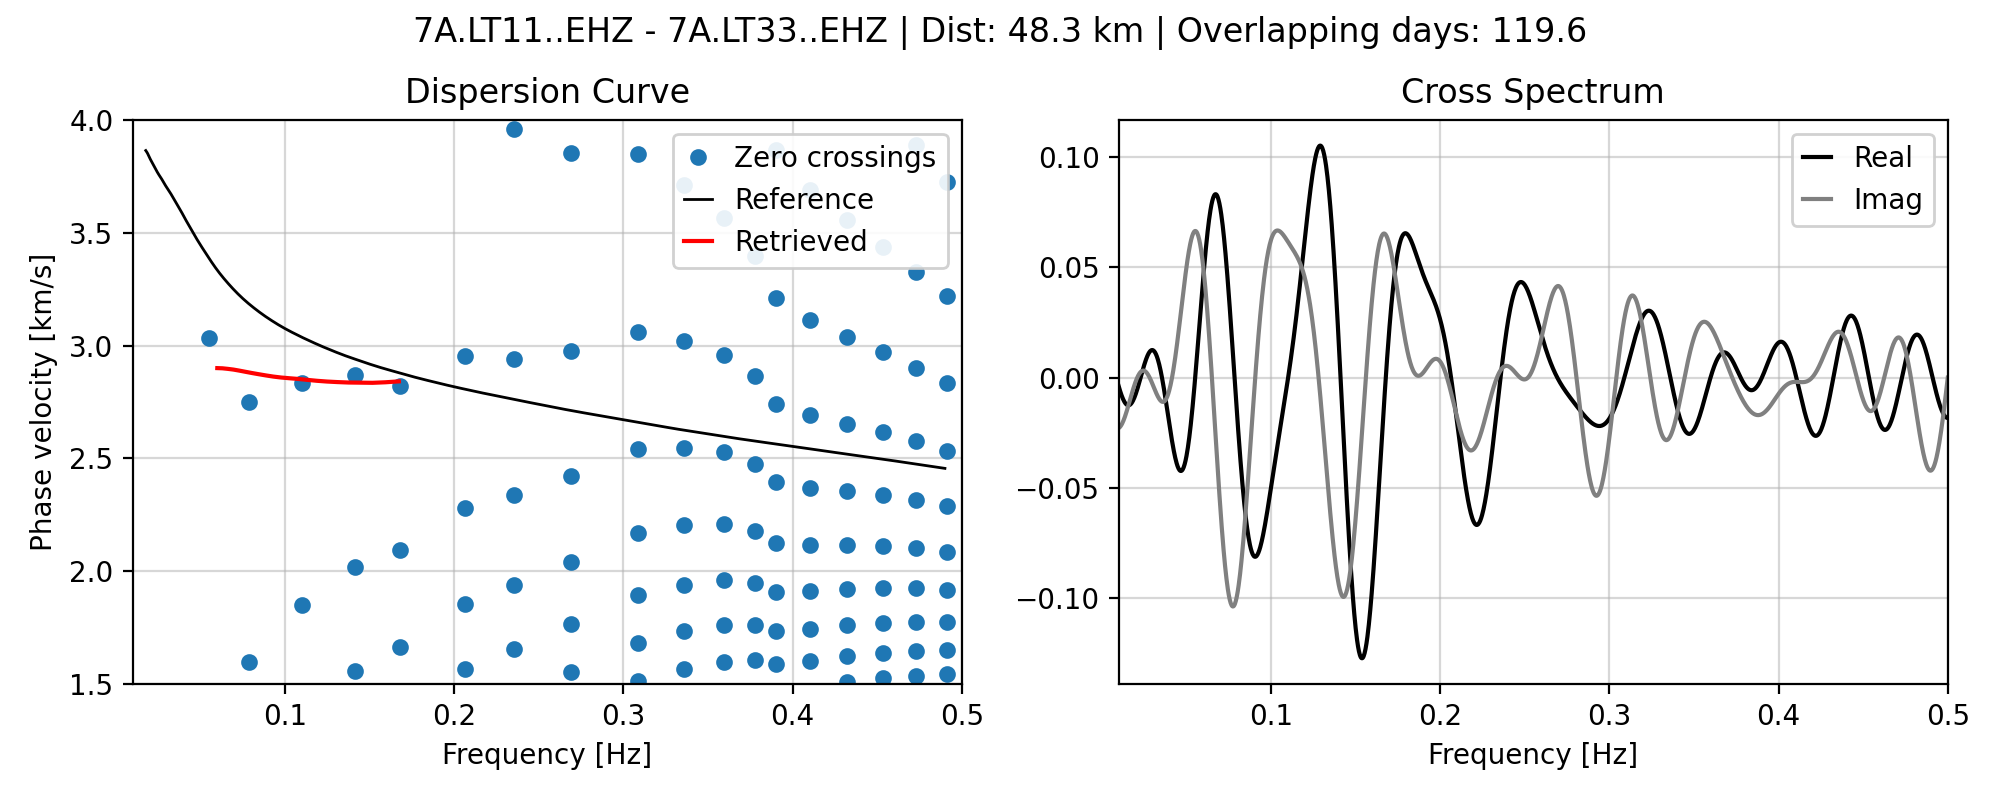 7A.LT11..EHZ - 7A.LT33..EHZ | Dist: 48.3 km | Overlapping days: 119.6
Dispersion Curve
4.0
3.5
3.0
2.5
2.0
1.5
Phase velocity [km/s]
Zero crossings
Reference
Retrieved
0.1
0.2
0.3
0.4
0.5
Frequency [Hz]
Cross Spectrum
0.10
0.05
0.00
−0.05
−0.10
Real
Imag
0.1
0.2
0.3
0.4
0.5
Frequency [Hz]